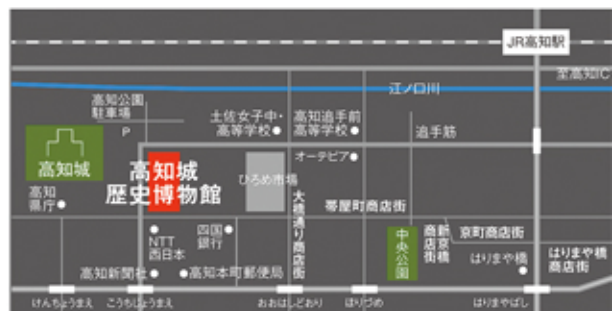 JR高知駅
至高知IC
江ノ口川
高知公園
駐車場
P
土佐女子中・
高等学校
高知追手前
高等学校
追手筋
高知城
高知城
歴史博物館
ひろめ市場
オーテピア
高知
県庁
大橋通り商店街
帯屋町商店街
NTT
西日本
四国
銀行
中央公園
新京橋
商店街
京町商店街
はりまや橋
はりまや橋
商店街
高知新聞社
高知本町郵便局
けんちょうまえ
こうちじょうまえ
おおはしどおり
ほりづめ
はりまやばし